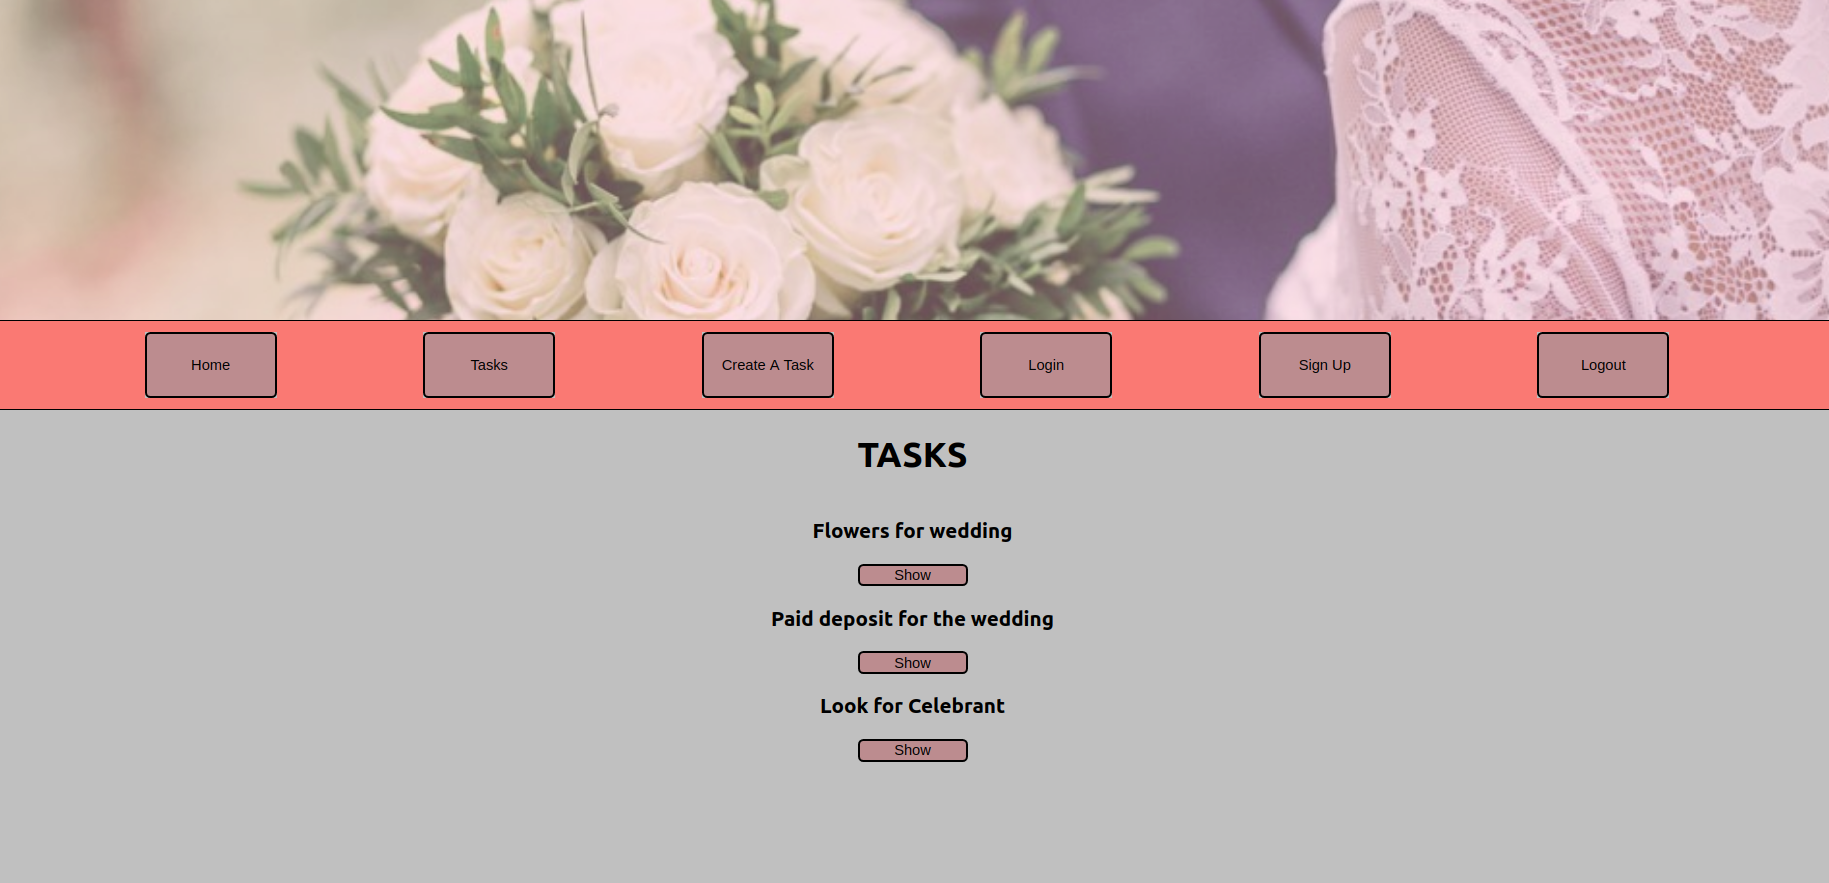 Home Tasks Create A Task Login Sign Up Logout
TASKS
Flowers for wedding
Show
Paid deposit for the wedding
Show
Look for Celebrant
Show